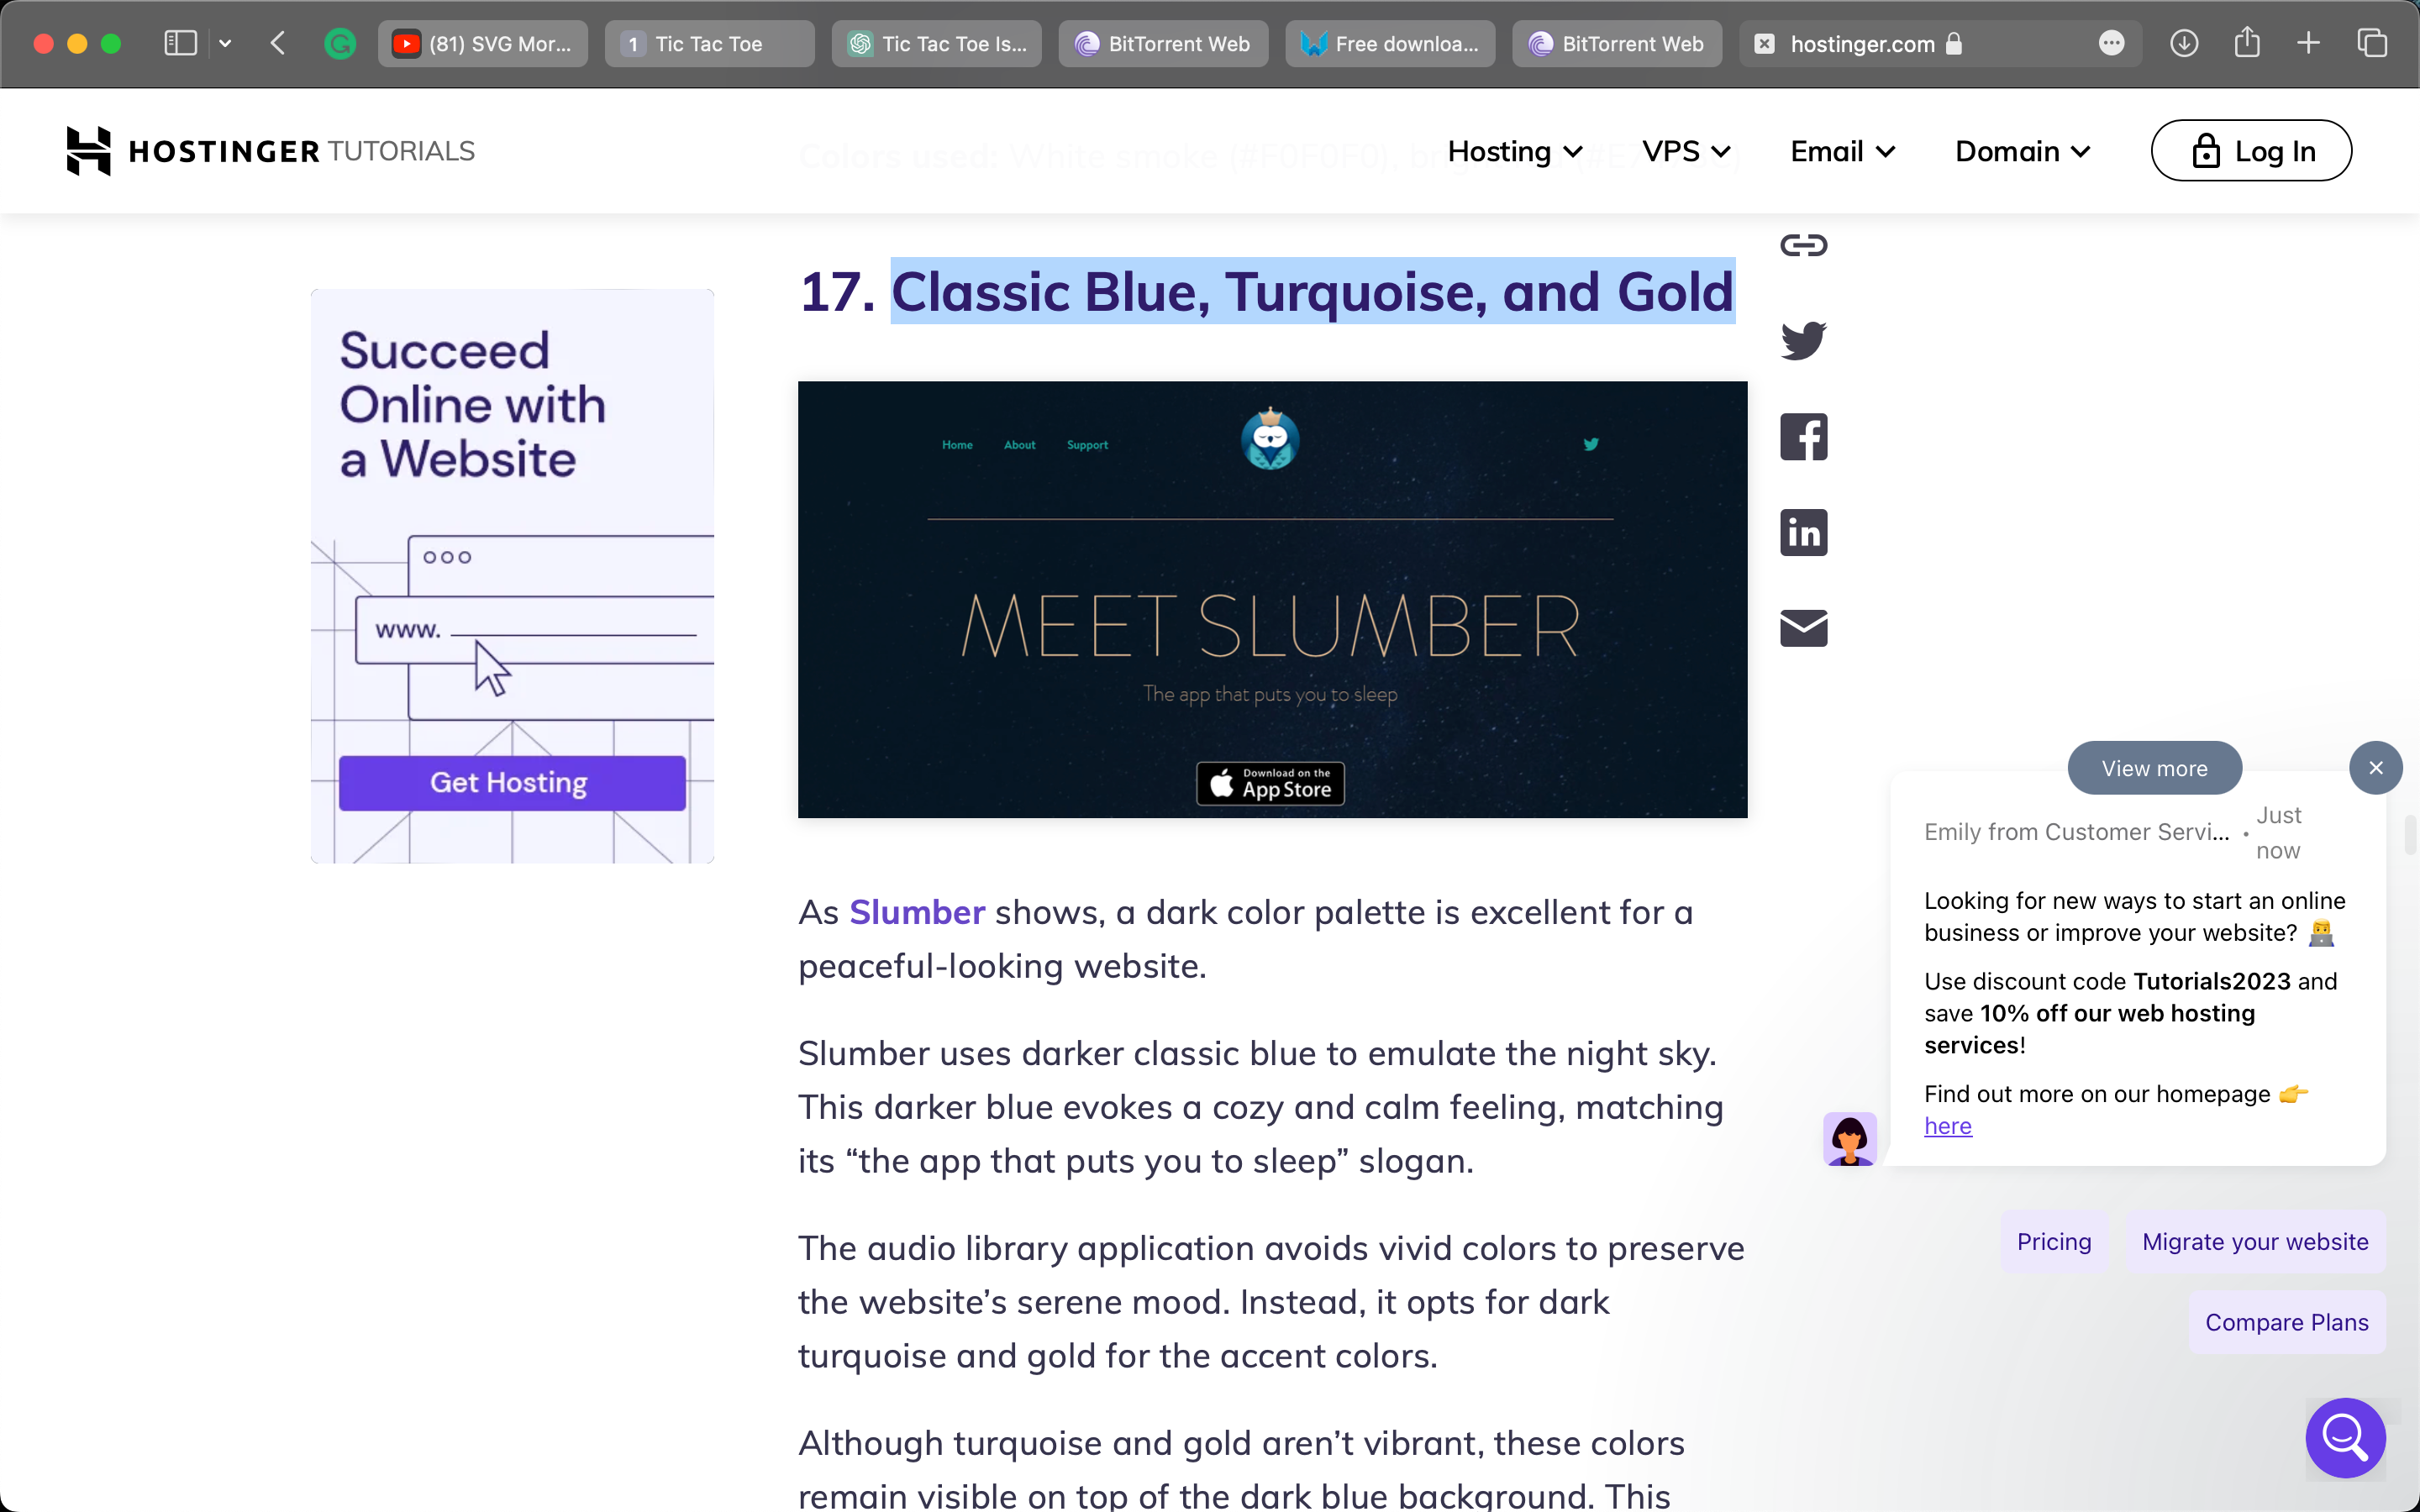 (81) SVG Mor...
1 Tic Tac Toe
Tic Tac Toe Is...
BitTorrent Web
Free downloa...
BitTorrent Web
hostinger.com
HOSTINGER TUTORIALS
Hosting
VPS
Email
Domain
Log In
17. Classic Blue, Turquoise, and Gold
Succeed
Online with
a Website
www.
Get Hosting
Home
About
Support
MEET SLUMBER
The app that puts you to sleep
Download on the
App Store
As Slumber shows, a dark color palette is excellent for a
peaceful-looking website.
Slumber uses darker classic blue to emulate the night sky.
This darker blue evokes a cozy and calm feeling, matching
its “the app that puts you to sleep” slogan.
The audio library application avoids vivid colors to preserve
the website’s serene mood. Instead, it opts for dark
turquoise and gold for the accent colors.
Although turquoise and gold aren’t vibrant, these colors
remain visible on top of the dark blue background. This
View more
Emily from Customer Servi... • Just
now
Looking for new ways to start an online
business or improve your website?
Use discount code Tutorials2023 and
save 10% off our web hosting
services!
Find out more on our homepage
here
Pricing
Migrate your website
Compare Plans